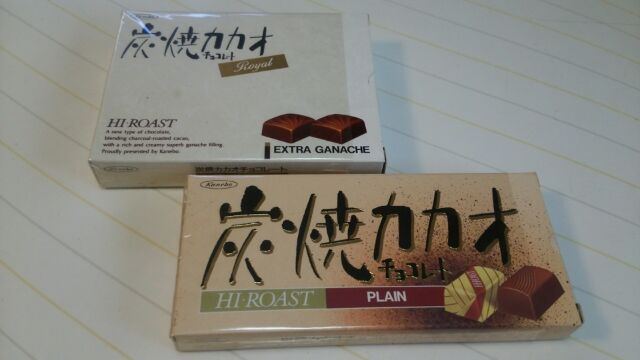 Kanebo
炭焼カカオ
チョコレート
Royal
HI-ROAST
A new type of chocolate,
blending charcoal-roasted cacao,
with a rich and creamy superb ganache filling.
Proudly presented by Kanebo.
EXTRA GANACHE
炭焼カカオチョコレート
Kanebo
炭焼カカオ
チョコレート
HI-ROAST
PLAIN